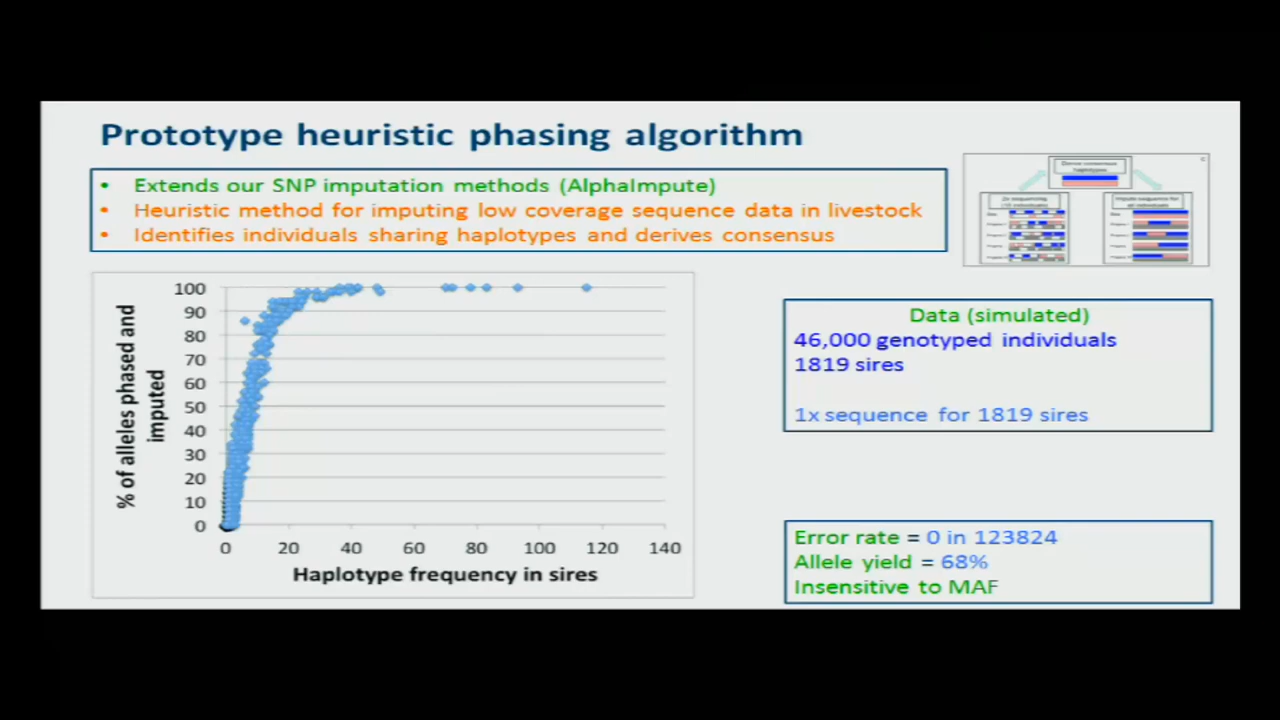 Prototype heuristic phasing algorithm
• Extends our SNP imputation methods (AlphaImpute)
• Heuristic method for imputing low coverage sequence data in livestock
• Identifies individuals sharing haplotypes and derives consensus
Derive consensus
haplotypes
% of alleles phased and
imputed
100
90
80
70
60
50
40
30
20
10
0
0 20 40 60 80 100 120 140
Haplotype frequency in sires
Data (simulated)
46,000 genotyped individuals
1819 sires
1x sequence for 1819 sires
Error rate = 0 in 123824
Allele yield = 68%
Insensitive to MAF